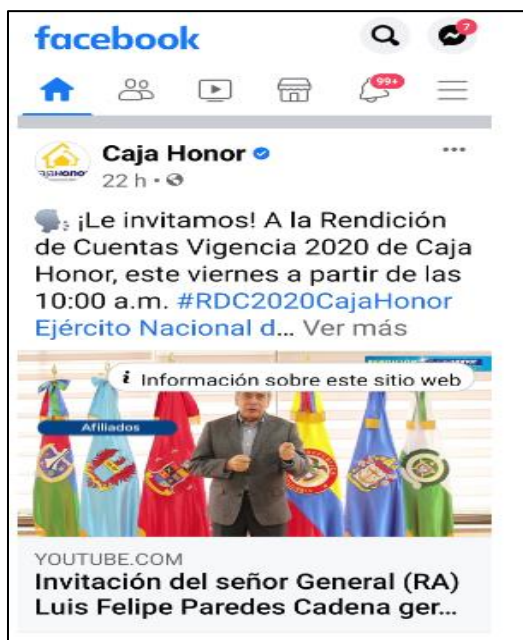 facebook
7
99+
Caja Honor
22 h •
¡Le invitamos! A la Rendición
de Cuentas Vigencia 2020 de Caja
Honor, este viernes a partir de las
10:00 a.m. #RDC2020CajaHonor
Ejército Nacional d... Ver más
i Información sobre este sitio web
Afiliados
YOUTUBE.COM
Invitación del señor General (RA)
Luis Felipe Paredes Cadena ger...